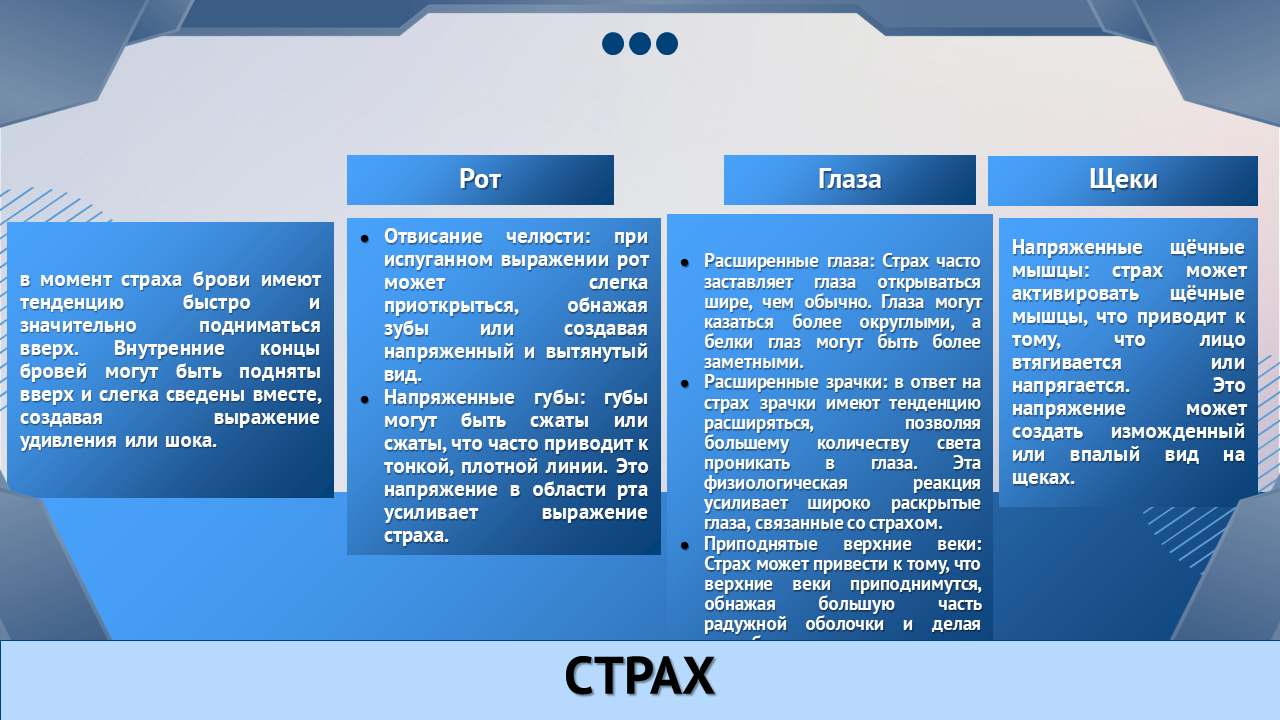 в момент страха брови имеют
тенденцию быстро и
значительно подниматься
вверх. Внутренние концы
бровей могут быть подняты
вверх и слегка сведены вместе,
создавая выражение
удивления или шока.
Рот
• Отвисание челюсти: при
испуганном выражении рот
может слегка
приоткрыться, обнажая
зубы или создавая
напряженный и вытянутый
вид.
• Напряженные губы: губы
могут быть сжаты или
сжаты, что часто приводит к
тонкой, плотной линии. Это
напряжение в области рта
усиливает выражение
страха.
Глаза
• Расширенные глаза: Страх часто
заставляет глаза открываться
шире, чем обычно. Глаза могут
казаться более округлыми, а
белки глаз могут быть более
заметными.
• Расширенные зрачки: в ответ на
страх зрачки имеют тенденцию
расширяться, позволяя
большему количеству света
проникать в глаза. Эта
физиологическая реакция
усиливает широко раскрытые
глаза, связанные со страхом.
• Приподнятые верхние веки:
Страх может привести к тому, что
верхние веки приподнимутся,
обнажая большую часть
радужной оболочки и делая
Щеки
Напряженные щёчные
мышцы: страх может
активировать щёчные
мышцы, что приводит к
тому, что лицо
втягивается или
напрягается. Это
напряжение может
создать изможденный
или впалый вид на
щеках.
СТРАХ